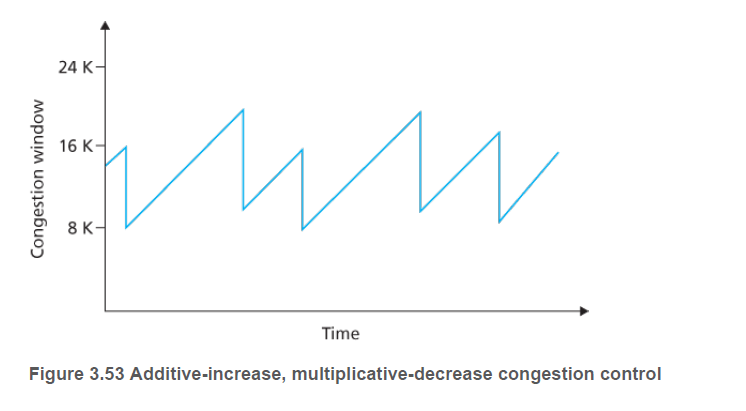 24 K
16 K
8 K
Congestion window
Time
Figure 3.53 Additive-increase, multiplicative-decrease congestion control